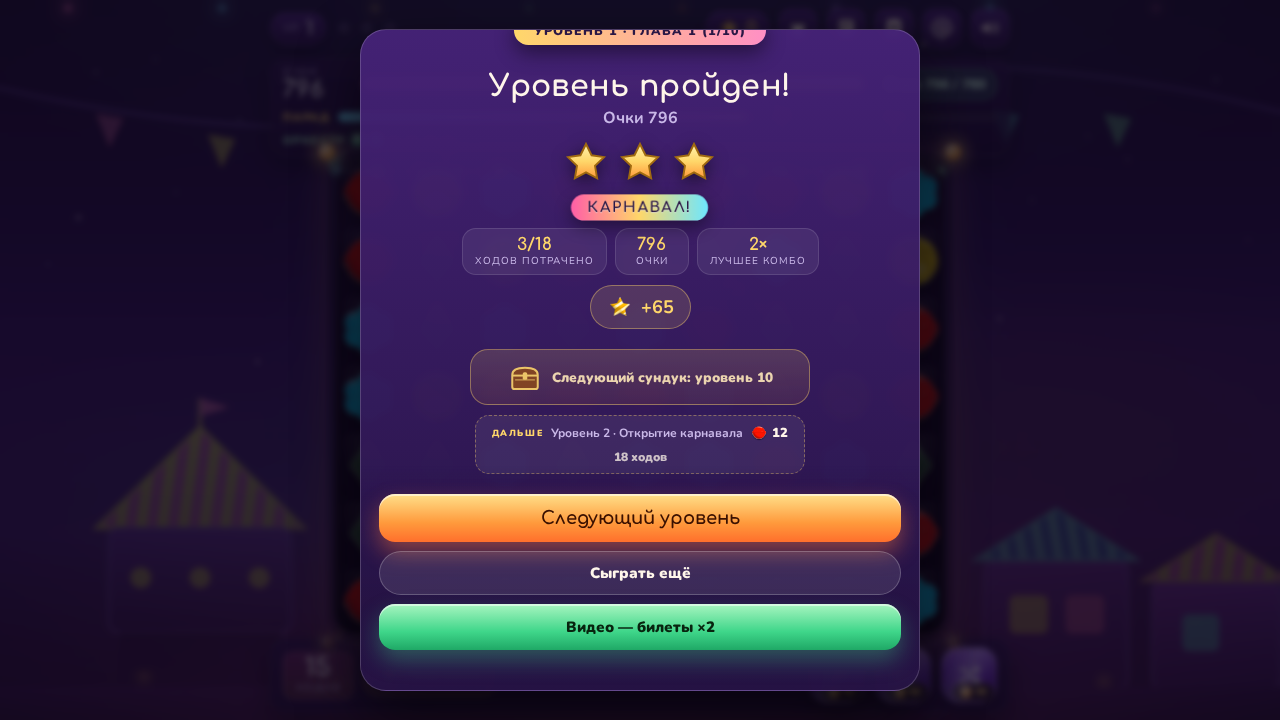 УРОВЕНЬ 1 · ГЛАВА 1 (1/10)
Уровень пройден!
Очки 796
КАРНАВАЛ!
3/18
ХОДОВ ПОТРАЧЕНО
796
ОЧКИ
2×
ЛУЧШЕЕ КОМБО
+65
Следующий сундук: уровень 10
ДАЛЬШЕ Уровень 2 · Открытие карнавала 12
18 ходов
Следующий уровень
Сыграть ещё
Видео — билеты ×2
796
15